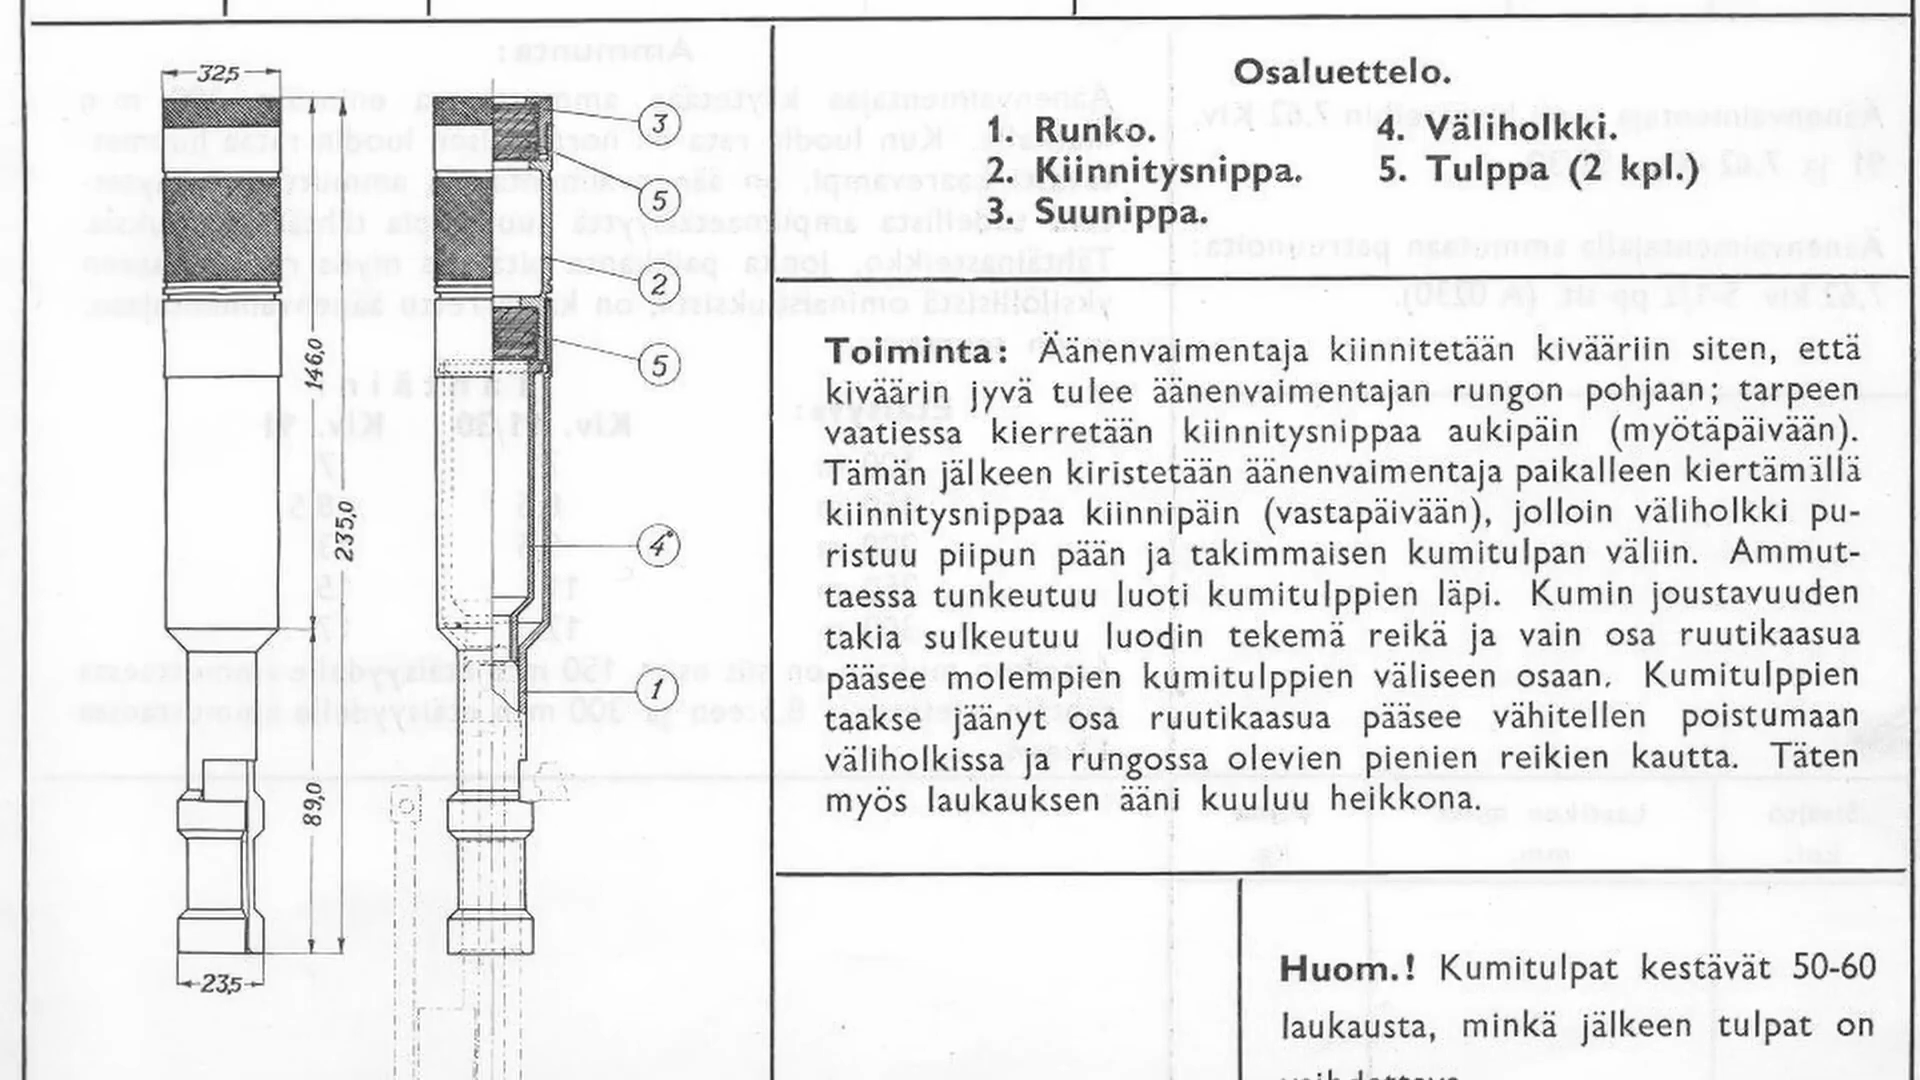 32,5
146,0
235,0
89,0
23,5
3
5
2
5
4
1
Osaluettelo.
1. Runko.
2. Kiinnitysnippa.
3. Suunippa.
4. Väliholkki.
5. Tulppa (2 kpl.)
Toiminta: Äänenvaimentaja kiinnitetään kivääriin siten, että
kiväärin jyvä tulee äänenvaimentajan rungon pohjaan; tarpeen
vaatiessa kierretään kiinnitysnippaa aukipäin (myötäpäivään).
Tämän jälkeen kiristetään äänenvaimentaja paikalleen kiertämällä
kiinnitysnippaa kiinnipäin (vastapäivään), jolloin väliholkki pu-
ristuu piipun pään ja takimmaisen kumitulpan väliin. Ammut-
taessa tunkeutuu luoti kumitulppien läpi. Kumin joustavuuden
takia sulkeutuu luodin tekemä reikä ja vain osa ruutikaasua
pääsee molempien kumitulppien väliseen osaan. Kumitulppien
taakse jäänyt osa ruutikaasua pääsee vähitellen poistumaan
väliholkissa ja rungossa olevien pienien reikien kautta. Täten
myös laukauksen ääni kuuluu heikkona.
Huom.! Kumitulpat kestävät 50-60
laukausta, minkä jälkeen tulpat on